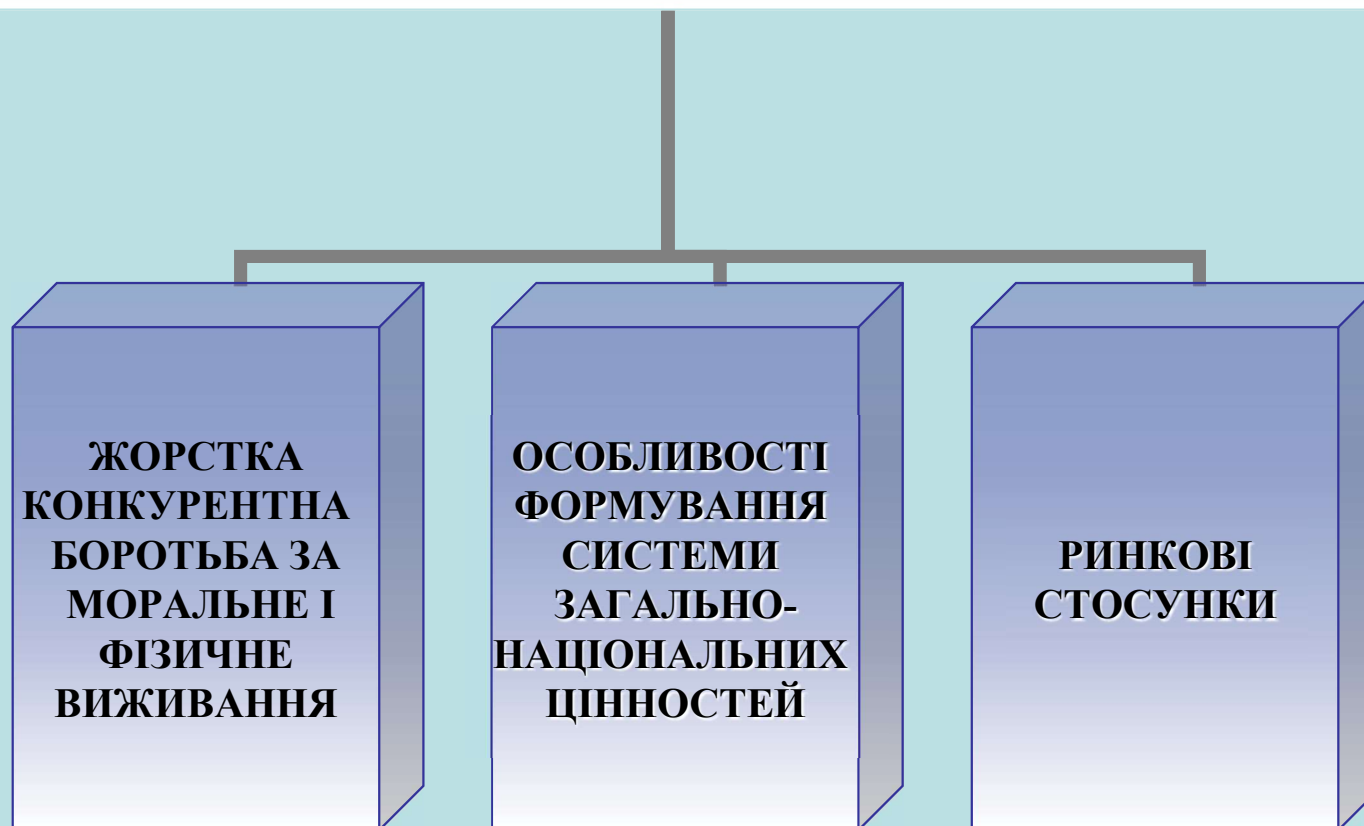 ЖОРСТКА
КОНКУРЕНТНА
БОРОТЬБА ЗА
МОРАЛЬНЕ І
ФІЗИЧНЕ
ВИЖИВАННЯ
ОСОБЛИВОСТІ
ФОРМУВАННЯ
СИСТЕМИ
ЗАГАЛЬНО-
НАЦІОНАЛЬНИХ
ЦІННОСТЕЙ
РИНКОВІ
СТОСУНКИ